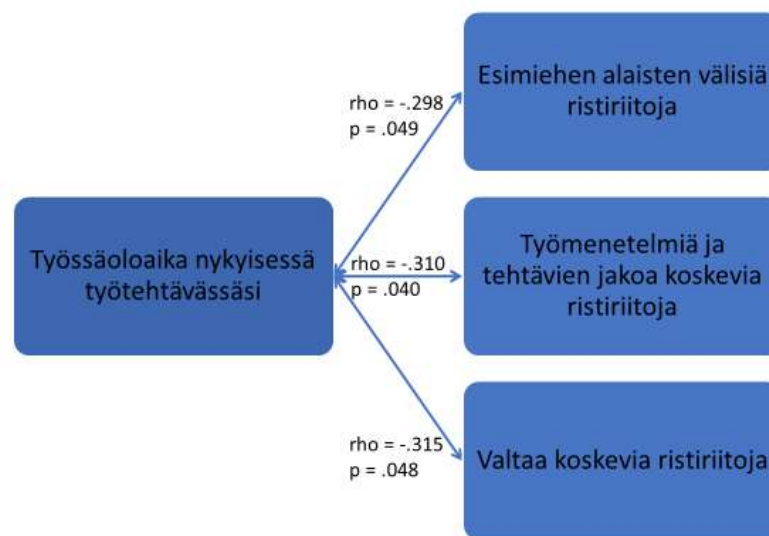 Esimiehen alaisten välisiä
ristiriitoja
rho = -.298
p = .049
Työssäoloaika nykyisessä
työtehtävässäsi
rho = -.310
p = .040
Työmenetelmiä ja
tehtävien jakoa koskevia
ristiriitoja
rho = -.315
p = .048
Valtaa koskevia ristiriitoja